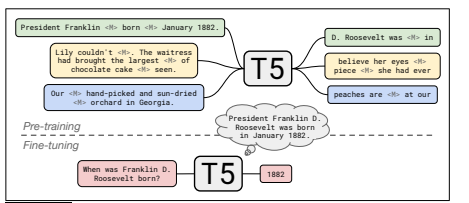 President Franklin <M> born <M> January 1882.
D. Roosevelt was <M> in
Lily couldn't <M>. The waitress
had brought the largest <M> of
chocolate cake <M> seen.
believe her eyes <M>
piece <M> she had ever
T5
Our <M> hand-picked and sun-dried
<M> orchard in Georgia.
peaches are <M> at our
President Franklin D.
Roosevelt was born
in January 1882.
Pre-training
Fine-tuning
When was Franklin D.
Roosevelt born?
T5
1882